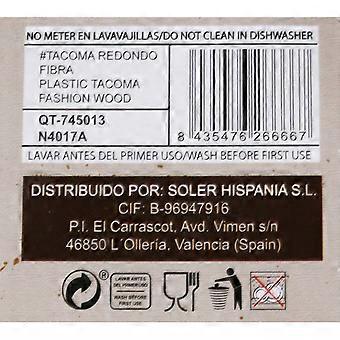 NO METER EN LAVAVAJILLAS/DO NOT CLEAN IN DISHWASHER
#TACOMA REDONDO
FIBRA
PLASTIC TACOMA
FASHION WOOD
QT-745013
N4017A
8 435476 266667
LAVAR ANTES DEL PRIMER USO/WASH BEFORE FIRST USE
DISTRIBUIDO POR: SOLER HISPANIA S.L.
CIF: B-96947916
P.I. El Carrascot, Avd. Vimen s/n
46850 L´Ollería, Valencia (Spain)
LAVAR ANTES
DEL PRIMER USO
WASH BEFORE
FIRST USE